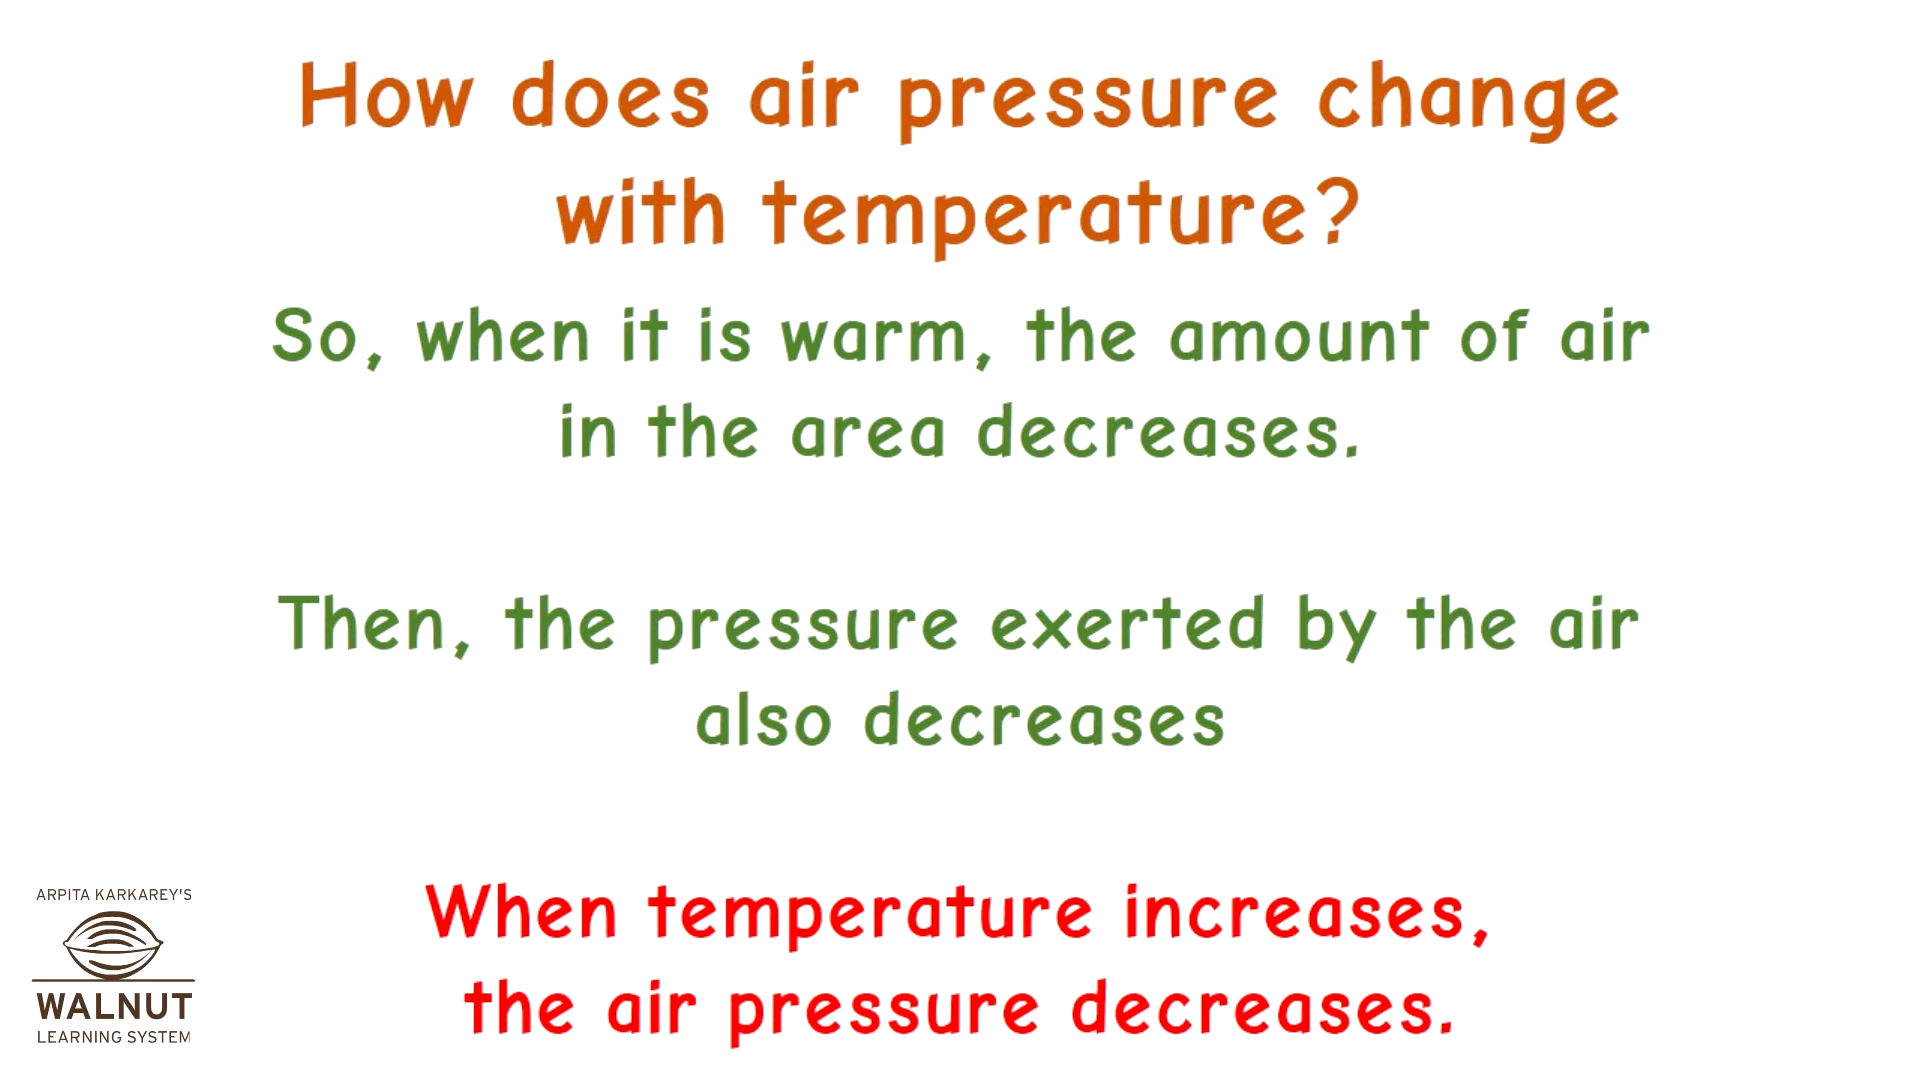 How does air pressure change
with temperature?
So, when it is warm, the amount of air
in the area decreases.
Then, the pressure exerted by the air
also decreases
When temperature increases,
the air pressure decreases.
ARPITA KARKAREY'S
WALNUT
LEARNING SYSTEM